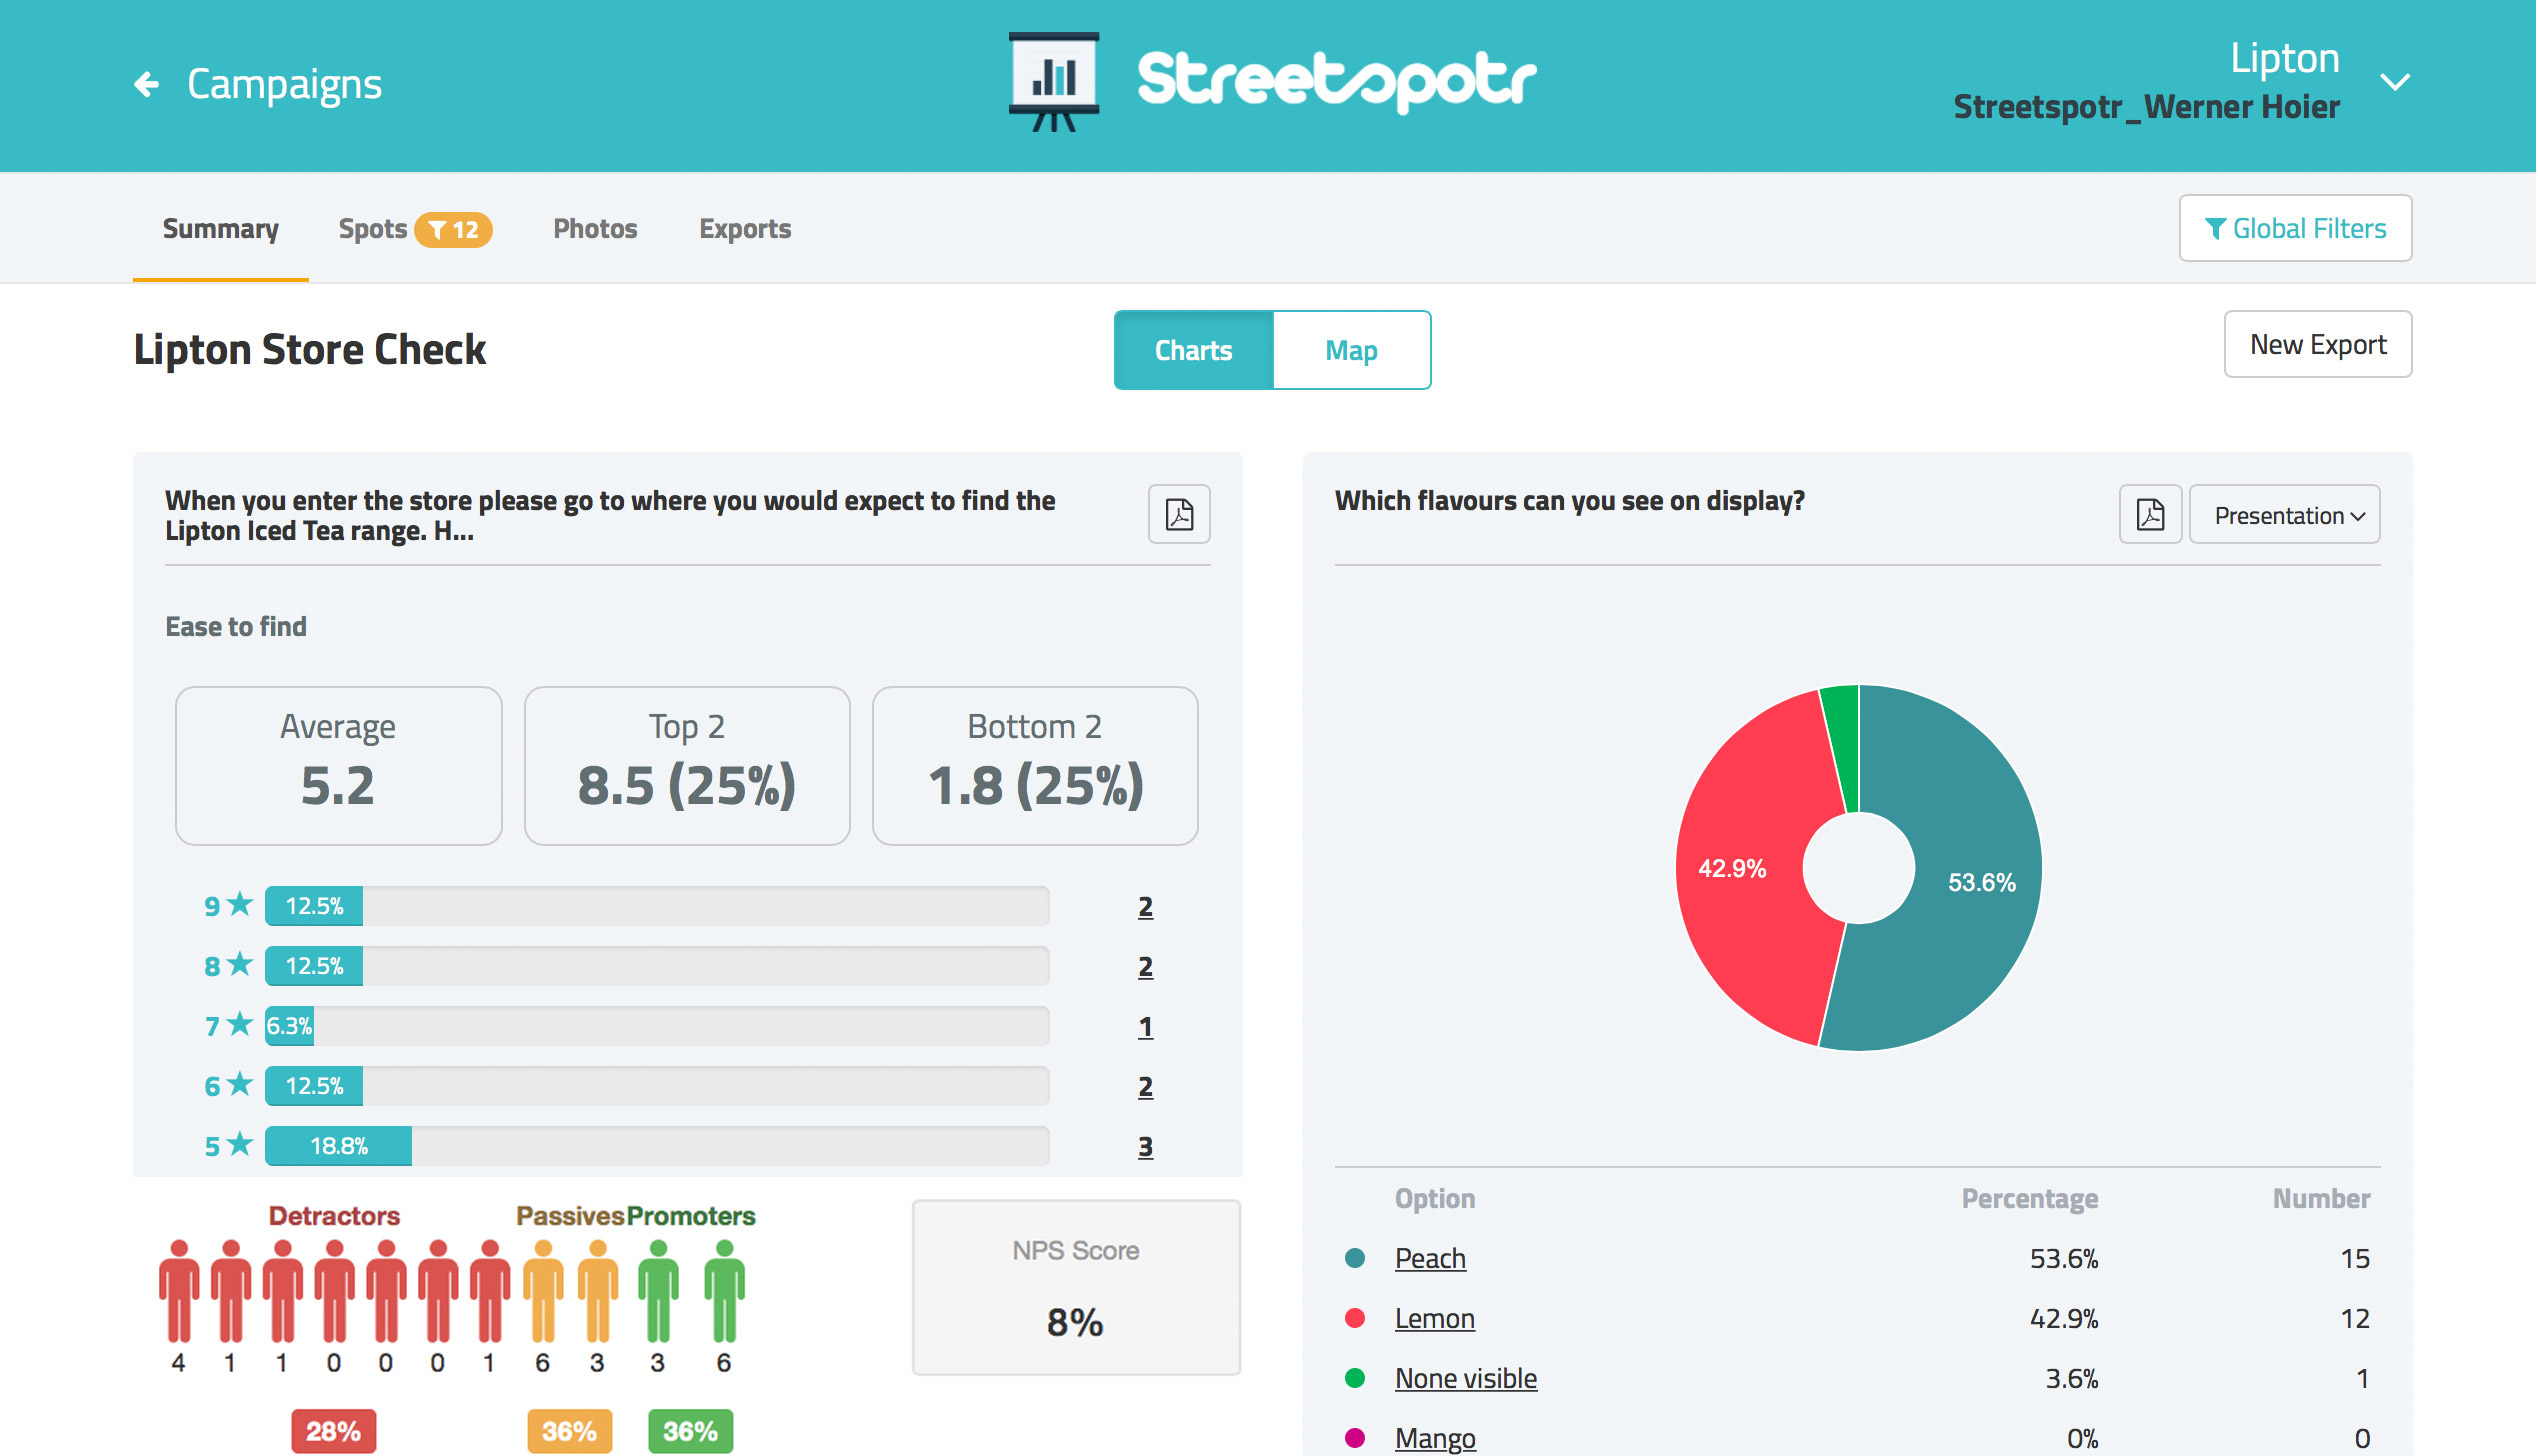 Campaigns
Streetspotr
Lipton
Streetspotr_Werner Hoier
Summary
Spots 12
Photos
Exports
Global Filters
Lipton Store Check
Charts
Map
New Export
When you enter the store please go to where you would expect to find the
Lipton Iced Tea range. H...
Ease to find
Average
5.2
Top 2
8.5 (25%)
Bottom 2
1.8 (25%)
9 12.5% 2
8 12.5% 2
7 6.3% 1
6 12.5% 2
5 18.8% 3
Detractors Passives Promoters
4 1 1 0 0 0 1 6 3 3 6
28% 36% 36%
NPS Score
8%
Which flavours can you see on display?
Presentation
42.9%
53.6%
Option Percentage Number
Peach 53.6% 15
Lemon 42.9% 12
None visible 3.6% 1
Mango 0% 0